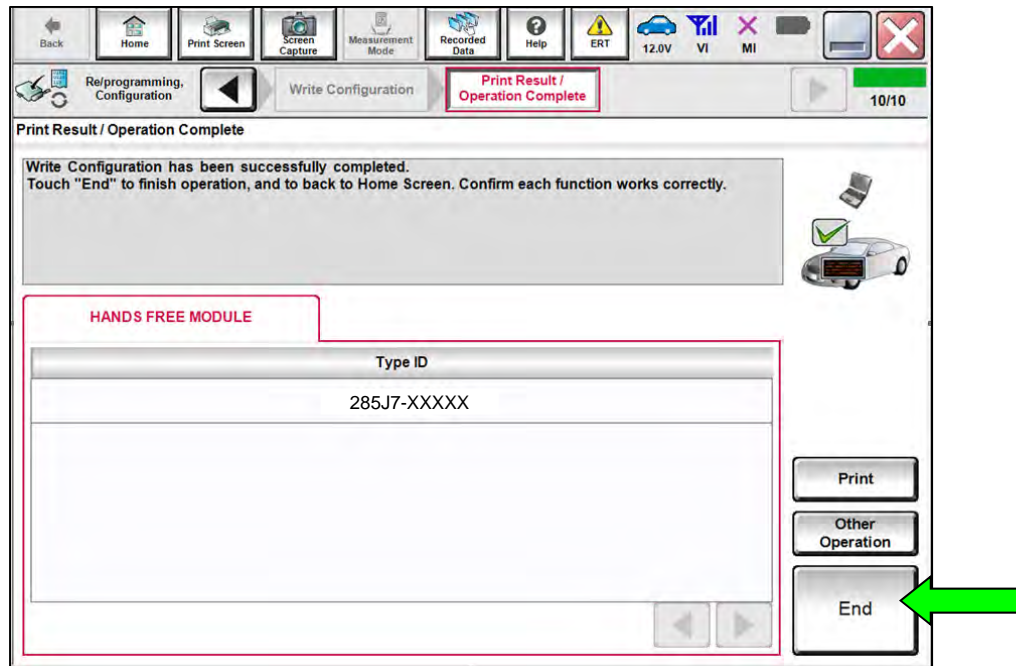 Back
Home
Print Screen
Screen
Capture
Measurement
Mode
Recorded
Data
Help
ERT
12.0V
VI
MI
Re/programming,
Configuration
Write Configuration
Print Result /
Operation Complete
10/10
Print Result / Operation Complete
Write Configuration has been successfully completed.
Touch "End" to finish operation, and to back to Home Screen. Confirm each function works correctly.
HANDS FREE MODULE
Type ID
285J7-XXXXX
Print
Other
Operation
End